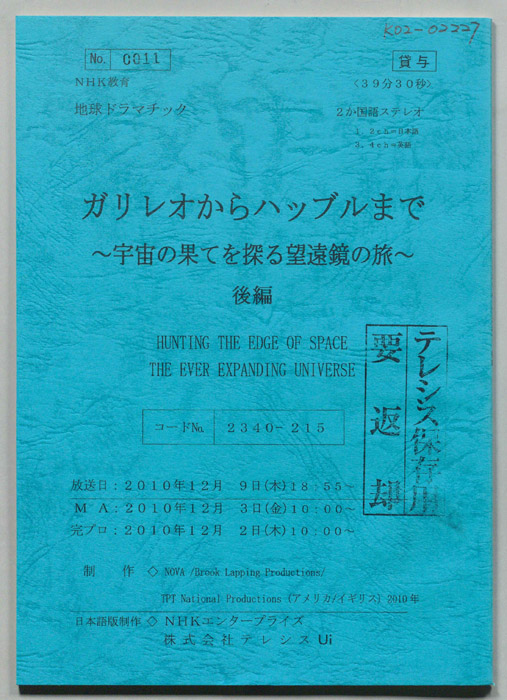 K02-02227
No. 0011
貸与
NHK教育
〈39分30秒〉
地球ドラマチック
2か国語ステレオ
1、2ch=日本語
3、4ch=英語
ガリレオからハッブルまで
～宇宙の果てを探る望遠鏡の旅～
後編
HUNTING THE EDGE OF SPACE
THE EVER EXPANDING UNIVERSE
テレシス保存用
要返却
コードNo. 2340-215
放送日：2010年12月 9日(木)18:55～
MA：2010年12月 3日(金)10:00～
完プロ：2010年12月 2日(木)10:00～
制作 ◇ NOVA /Brook Lapping Productions/
TPT National Productions (アメリカ/イギリス) 2010年
日本語版制作 ◇ NHKエンタープライズ
株式会社テレシス Ui